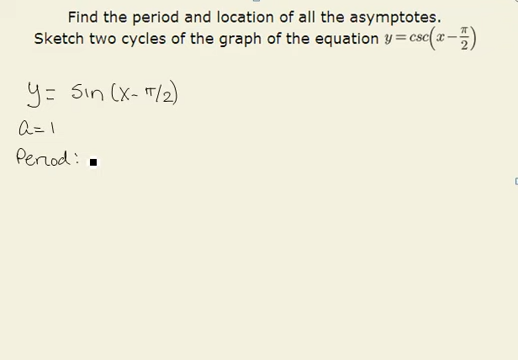 Find the period and location of all the asymptotes.
Sketch two cycles of the graph of the equation y=csc(x−π/2)
y= sin (x- π/2)
a=1
Period: